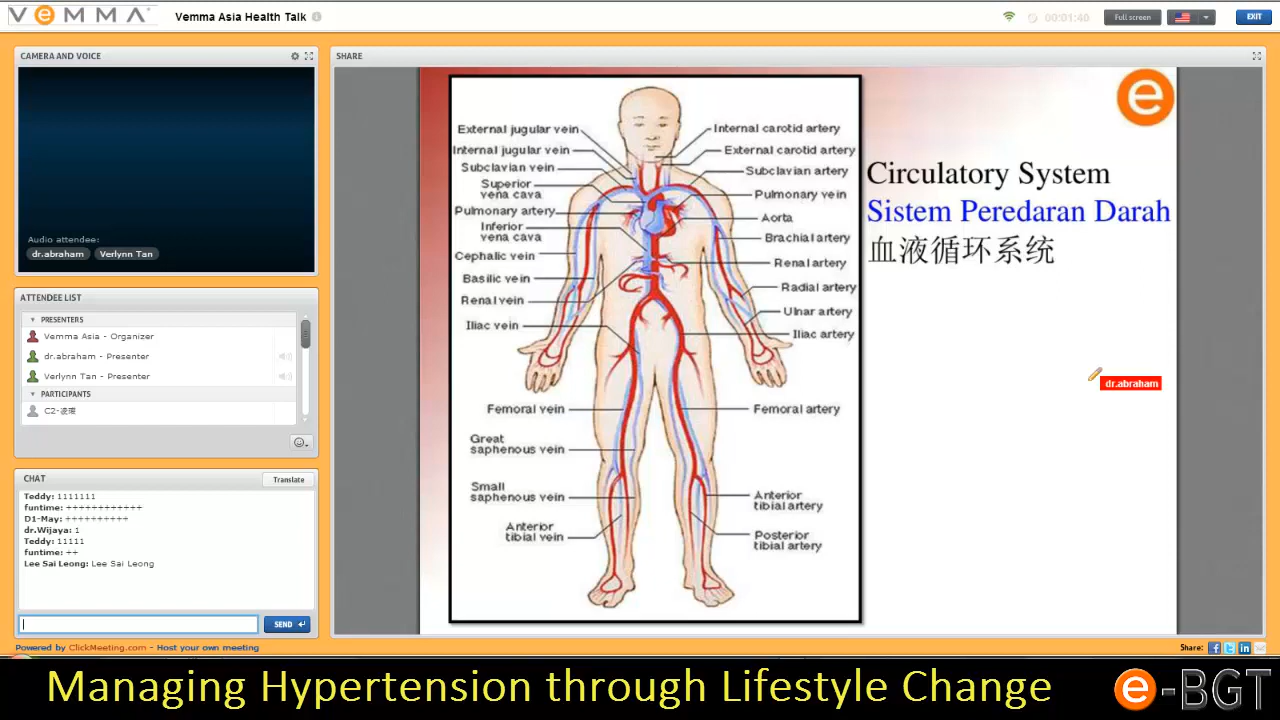 VEMMA
Vemma Asia Health Talk
00:01:40
Full screen
EXIT
CAMERA AND VOICE
Audio attendee:
dr.abraham
Verlynn Tan
ATTENDEE LIST
PRESENTERS
Vemma Asia - Organizer
dr.abraham - Presenter
Verlynn Tan - Presenter
PARTICIPANTS
CHAT
Translate
Teddy: 1111111
funtime: ++++++++++++
D1-May: ++++++++++
dr.Wijaya: 1
Teddy: 11111
funtime: ++
Lee Sai Leong: Lee Sai Leong
SEND
Powered by ClickMeeting.com - Host your own meeting
SHARE
External jugular vein
Internal jugular vein
Subclavian vein
Superior
vena cava
Pulmonary artery
Inferior
vena cava
Cephalic vein
Basilic vein
Renal vein
Iliac vein
Femoral vein
Great
saphenous vein
Small
saphenous vein
Anterior
tibial vein
Internal carotid artery
External carotid artery
Subclavian artery
Pulmonary vein
Aorta
Brachial artery
Renal artery
Radial artery
Ulnar artery
Iliac artery
Femoral artery
Anterior
tibial artery
Posterior
tibial artery
e
Circulatory System
Sistem Peredaran Darah
血液循环系统
dr.abraham
Share:
Managing Hypertension through Lifestyle Change
e-BGT